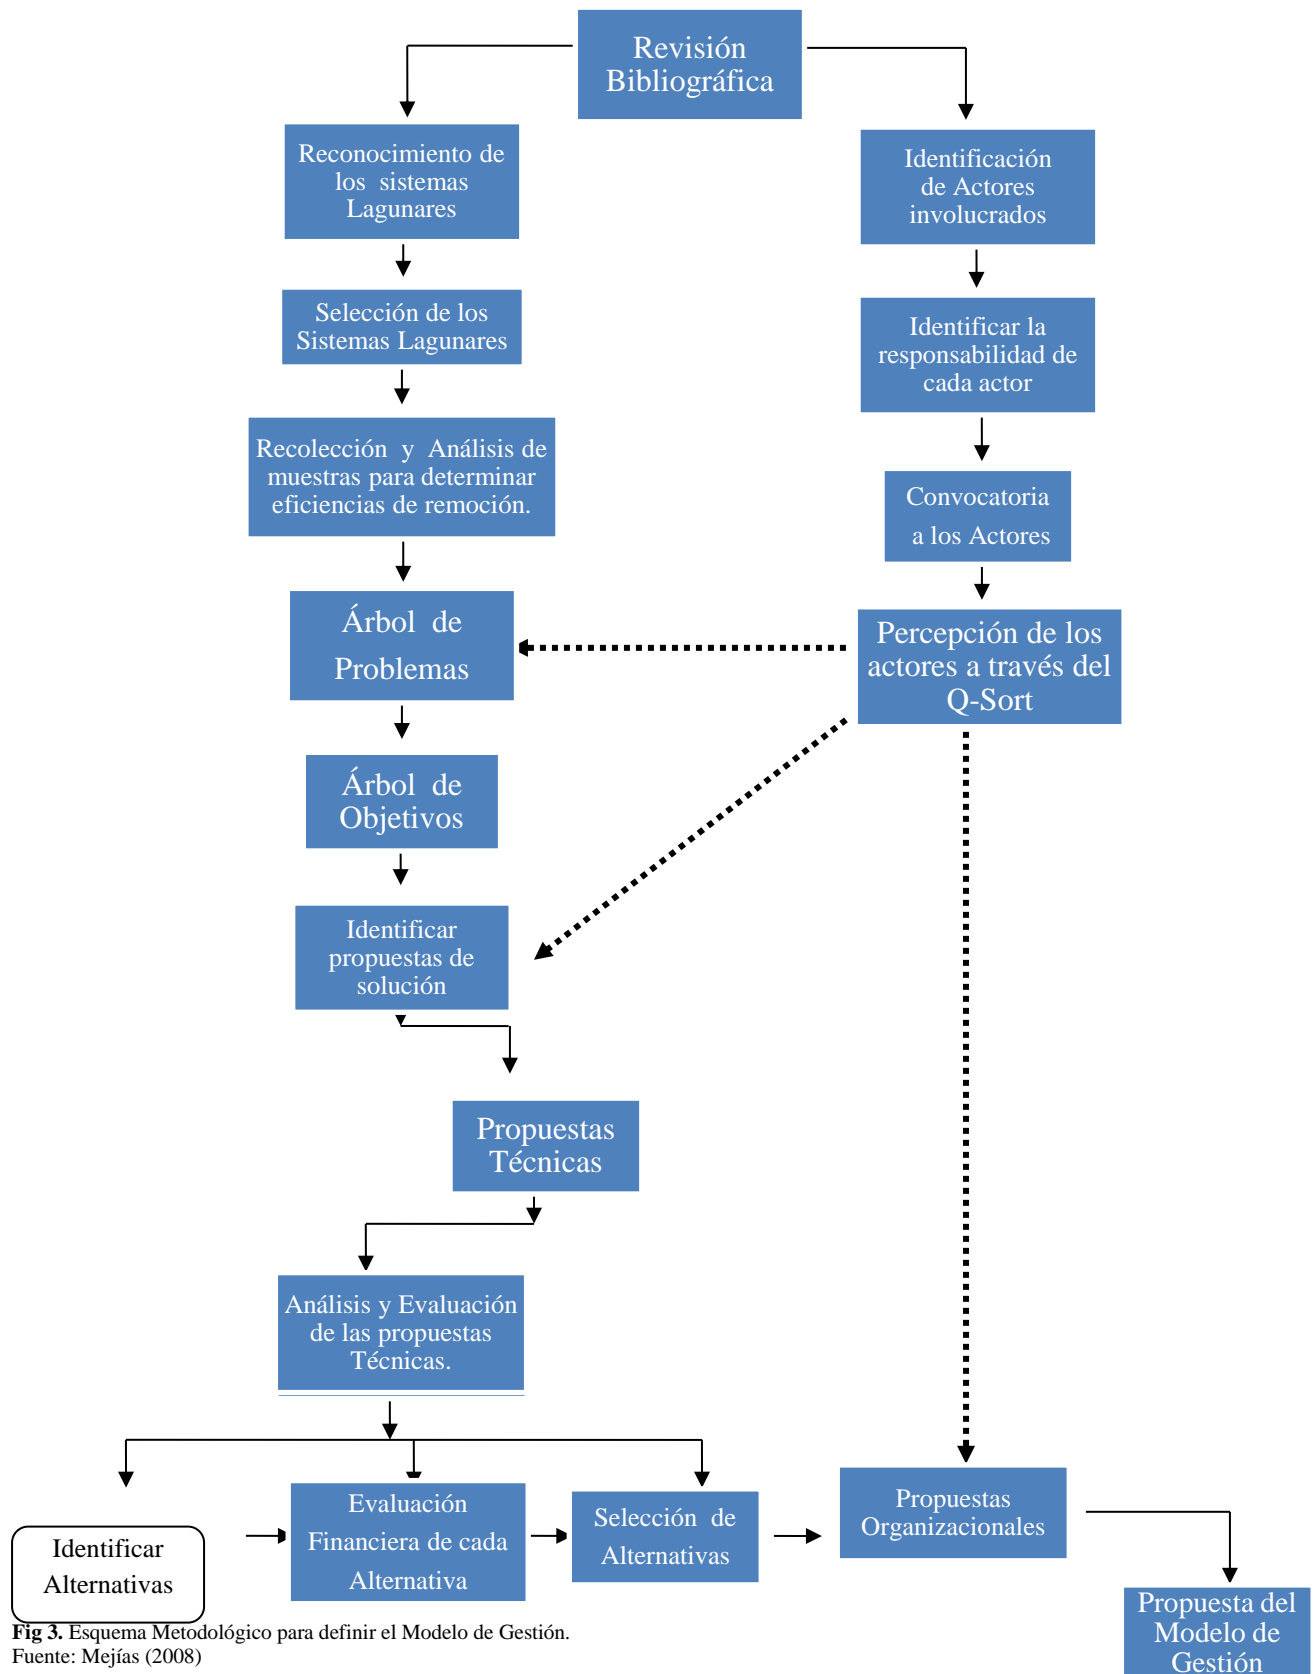 Revisión
Bibliográfica
Reconocimiento de
los sistemas
Lagunares
Selección de los
Sistemas Lagunares
Recolección y Análisis de
muestras para determinar
eficiencias de remoción.
Árbol de
Problemas
Árbol de
Objetivos
Identificar
propuestas de
solución
Identificación
de Actores
involucrados
Identificar la
responsabilidad de
cada actor
Convocatoria
a los Actores
Percepción de los
actores a través del
Q-Sort
Propuestas
Técnicas
Análisis y Evaluación
de las propuestas
Técnicas.
Identificar
Alternativas
Evaluación
Financiera de cada
Alternativa
Selección de
Alternativas
Propuestas
Organizacionales
Propuesta del
Modelo de
Gestión
Fig 3. Esquema Metodológico para definir el Modelo de Gestión.
Fuente: Mejías (2008)